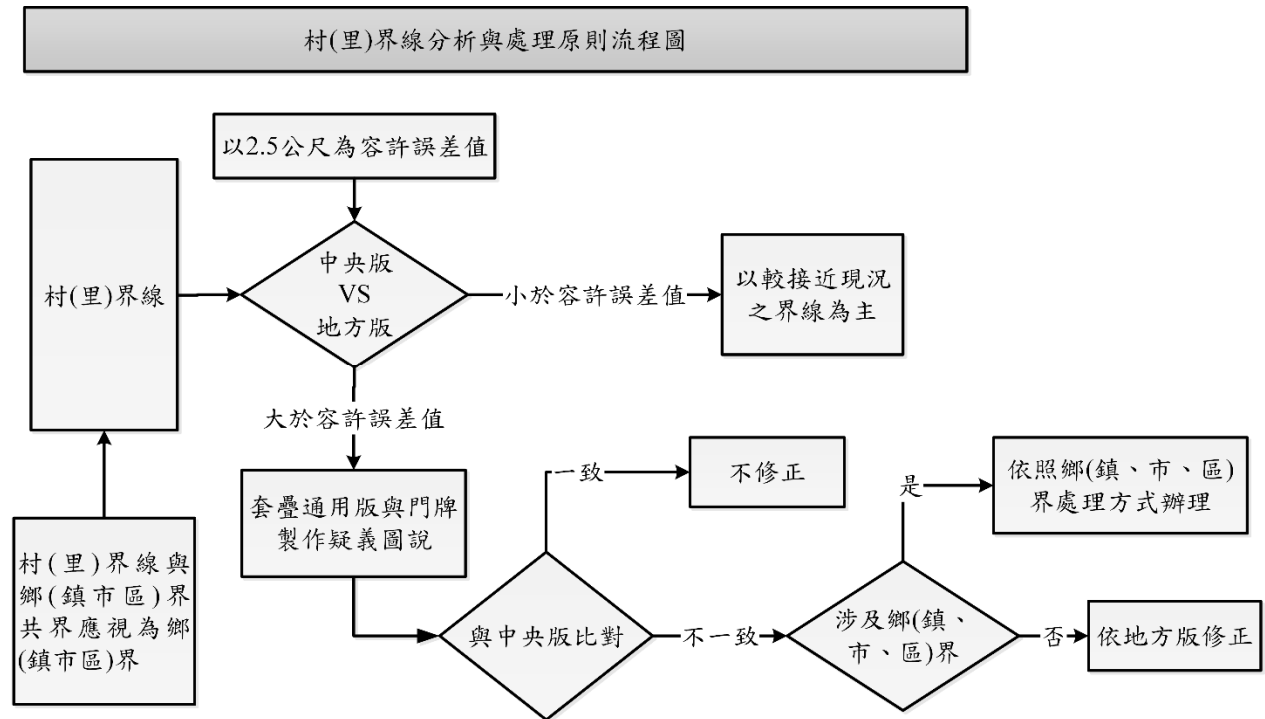 村(里)界線分析與處理原則流程圖
以2.5公尺為容許誤差值
村(里)界線
中央版
VS
地方版
小於容許誤差值
以較接近現況
之界線為主
大於容許誤差值
套疊通用版與門牌
製作疑義圖說
一致
不修正
是
依照鄉(鎮、市、區)
界處理方式辦理
村(里)界線與
鄉(鎮市區)界
共界應視為鄉
(鎮市區)界
與中央版比對
不一致
涉及鄉(鎮、
市、區)界
否
依地方版修正